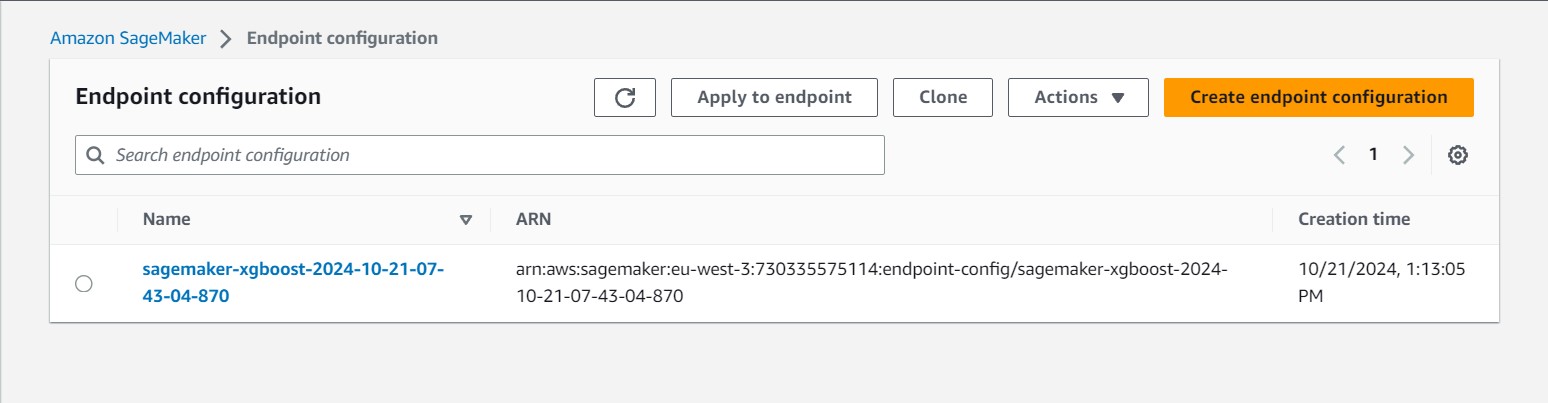 Amazon SageMaker > Endpoint configuration
Endpoint configuration
Apply to endpoint
Clone
Actions
Create endpoint configuration
Search endpoint configuration
1
Name
ARN
Creation time
sagemaker-xgboost-2024-10-21-07-
43-04-870
arn:aws:sagemaker:eu-west-3:730335575114:endpoint-config/sagemaker-xgboost-2024-
10-21-07-43-04-870
10/21/2024, 1:13:05
PM